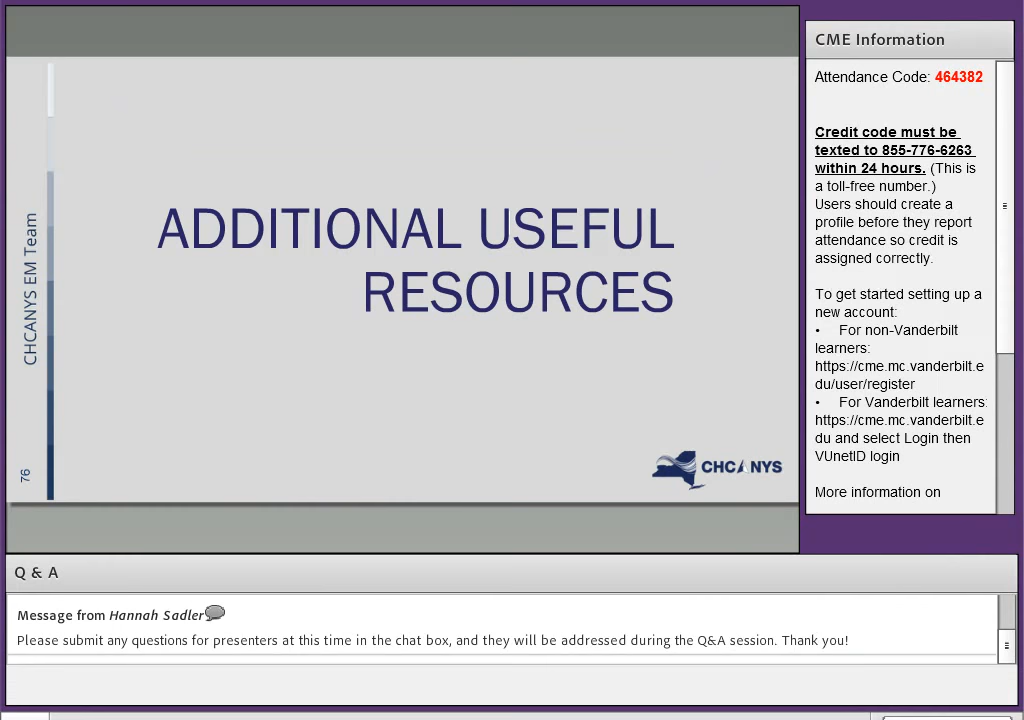 CHCANYS EM Team
76
ADDITIONAL USEFUL
RESOURCES
CHCANYS
CME Information
Attendance Code: 464382
Credit code must be
texted to 855-776-6263
within 24 hours. (This is
a toll-free number.)
Users should create a
profile before they report
attendance so credit is
assigned correctly.
To get started setting up a
new account:
• For non-Vanderbilt
learners:
https://cme.mc.vanderbilt.e
du/user/register
• For Vanderbilt learners:
https://cme.mc.vanderbilt.e
du and select Login then
VUnetID login
More information on
Q & A
Message from Hannah Sadler
Please submit any questions for presenters at this time in the chat box, and they will be addressed during the Q&A session. Thank you!